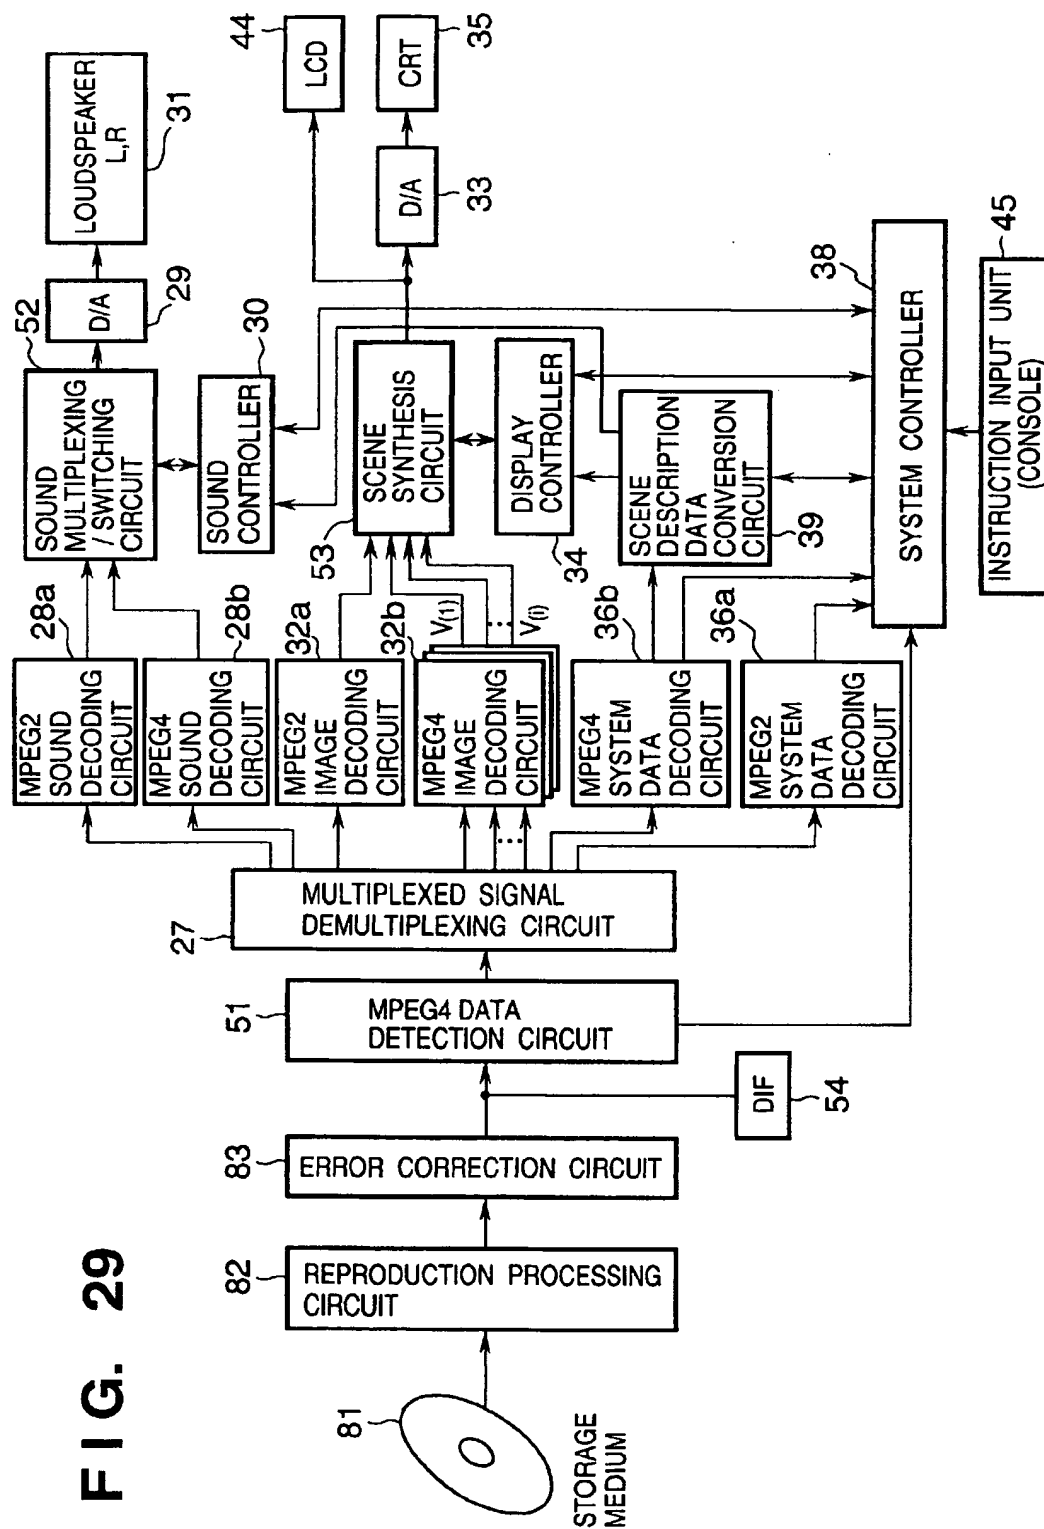 FIG. 29
81
STORAGE
MEDIUM
82
REPRODUCTION PROCESSING
CIRCUIT
83
ERROR CORRECTION CIRCUIT
DIF
54
51
MPEG4 DATA
DETECTION CIRCUIT
27
MULTIPLEXED SIGNAL
DEMULTIPLEXING CIRCUIT
MPEG2
SOUND
DECODING
CIRCUIT
28a
MPEG4
SOUND
DECODING
CIRCUIT
28b
MPEG2
IMAGE
DECODING
CIRCUIT
32a
MPEG4
IMAGE
DECODING
CIRCUIT
32b
V(1)
V(i)
MPEG4
SYSTEM
DATA
DECODING
CIRCUIT
36b
MPEG2
SYSTEM
DATA
DECODING
CIRCUIT
36a
SOUND
MULTIPLEXING
/ SWITCHING
CIRCUIT
52
SOUND
CONTROLLER
30
SCENE
SYNTHESIS
CIRCUIT
53
DISPLAY
CONTROLLER
34
SCENE
DESCRIPTION
DATA
CONVERSION
CIRCUIT
39
D/A
29
LOUDSPEAKER
L,R
31
LCD
44
D/A
33
CRT
35
SYSTEM CONTROLLER
38
INSTRUCTION INPUT UNIT
(CONSOLE)
45